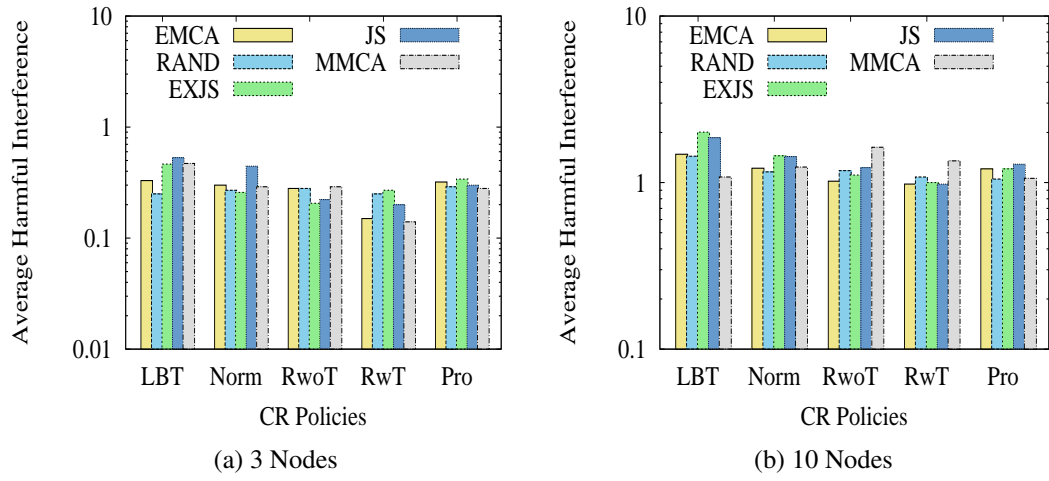 Average Harmful Interference
10
1
0.1
0.01
EMCA
RAND
EXJS
JS
MMCA
LBT Norm RwoT RwT Pro
CR Policies
(a) 3 Nodes
Average Harmful Interference
10
1
0.1
EMCA
RAND
EXJS
JS
MMCA
LBT Norm RwoT RwT Pro
CR Policies
(b) 10 Nodes